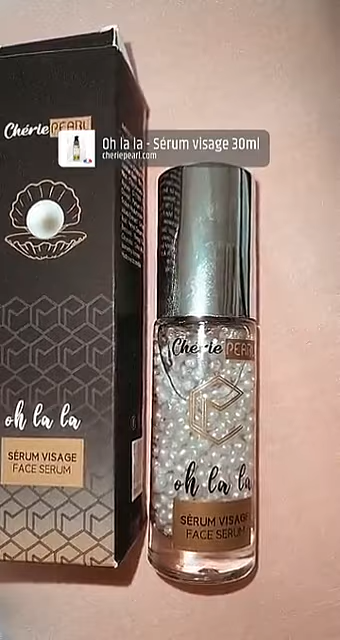 Chérie PEARL
oh la la
SÉRUM VISAGE
FACE SERUM
Oh la la - Sérum visage 30ml
cheriepearl.com
Chérie PEARL
oh la la
SÉRUM VISAGE
FACE SERUM